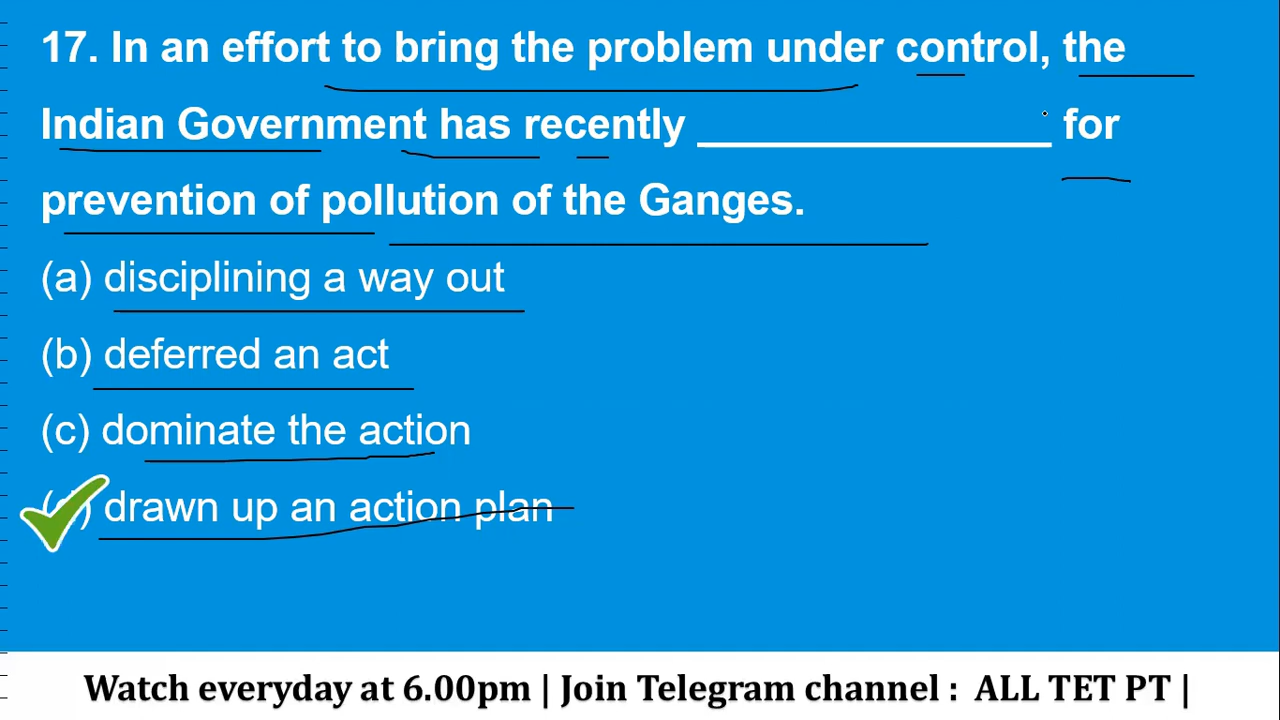 17. In an effort to bring the problem under control, the
Indian Government has recently _______________ for
prevention of pollution of the Ganges.
(a) disciplining a way out
(b) deferred an act
(c) dominate the action
(d) drawn up an action plan
Watch everyday at 6.00pm | Join Telegram channel : ALL TET PT |